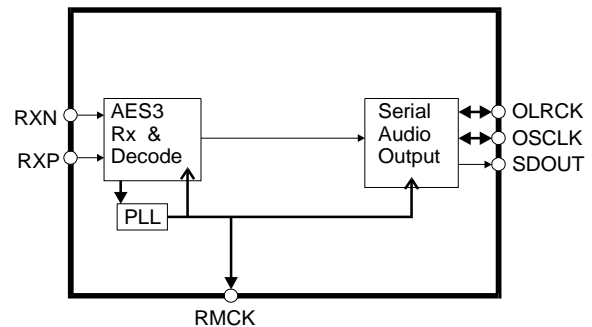 RXN
RXP
AES3
Rx &
Decode
PLL
Serial
Audio
Output
OLRCK
OSCLK
SDOUT
RMCK